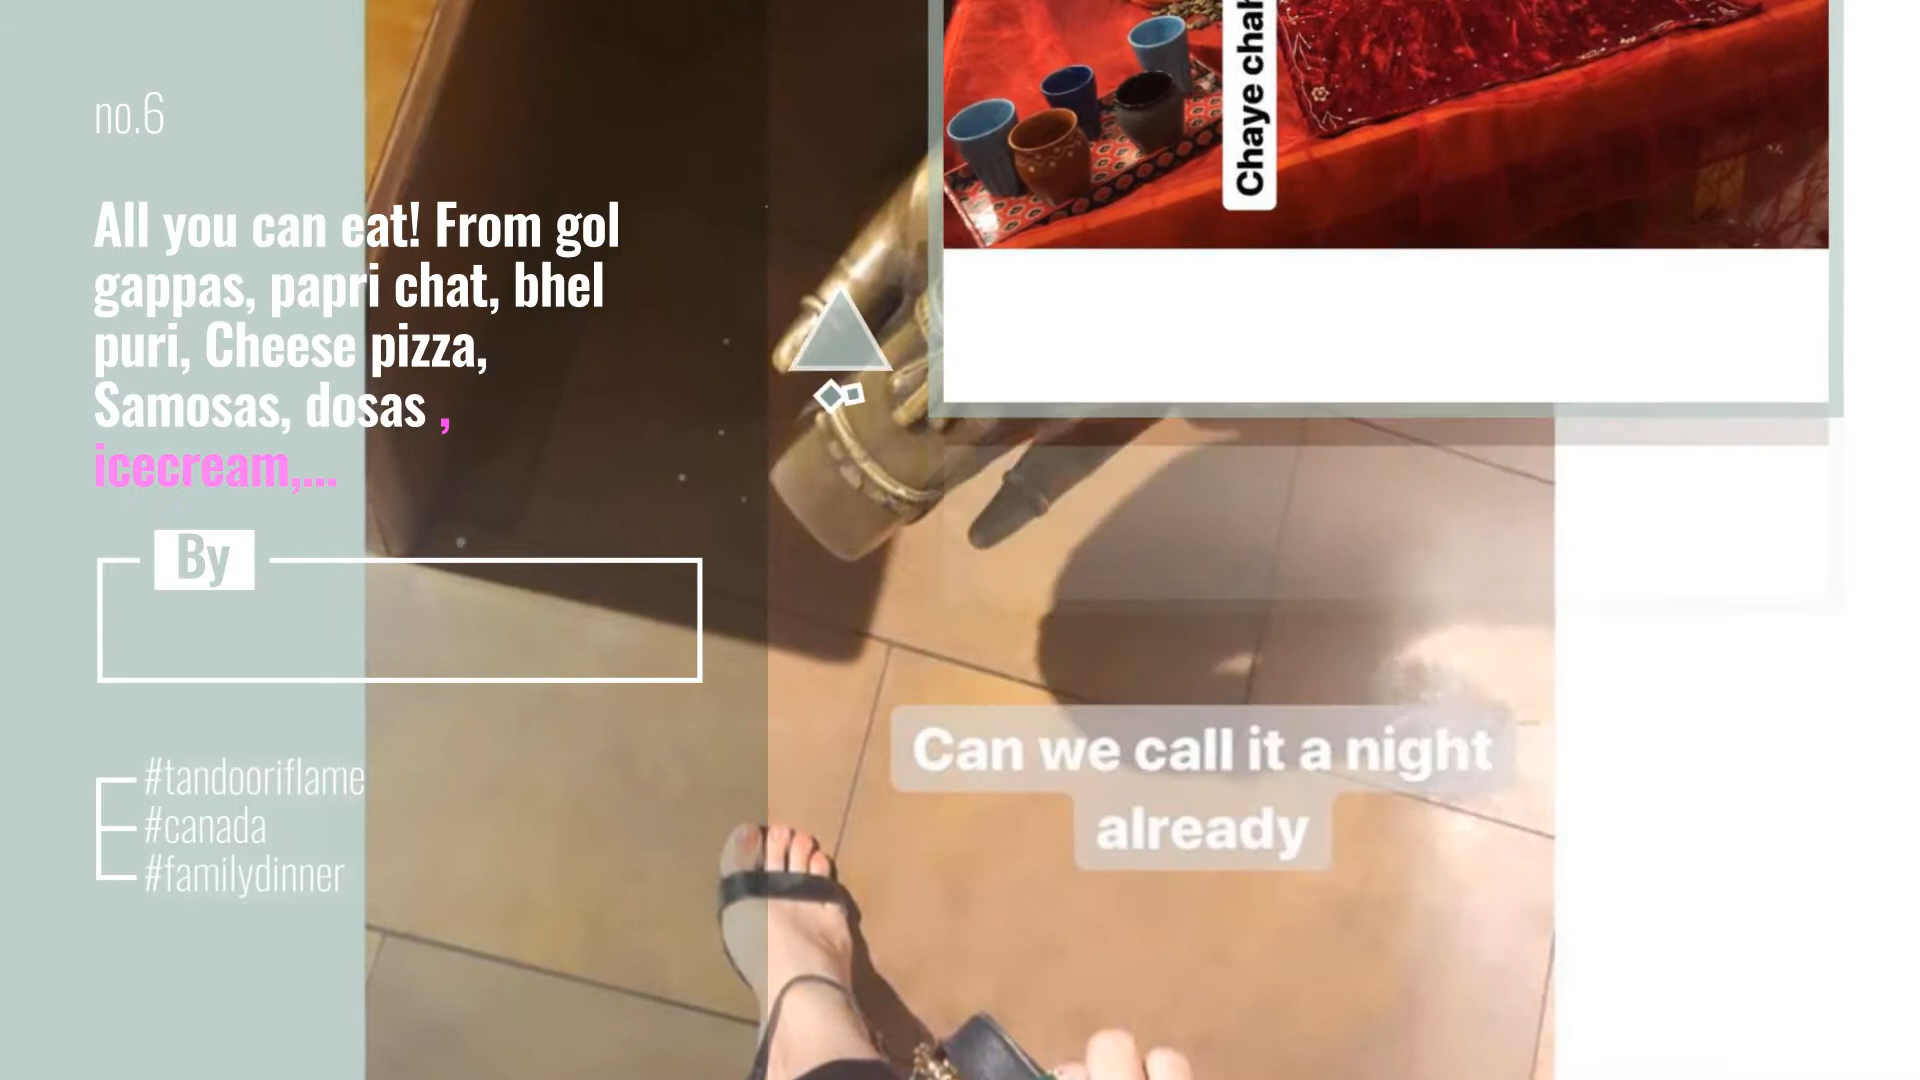 no.6
All you can eat! From gol
gappas, papri chat, bhel
puri, Cheese pizza,
Samosas, dosas ,
icecream,...
By
#tandooriflame
#canada
#familydinner
Chaye
Can we call it a night
already